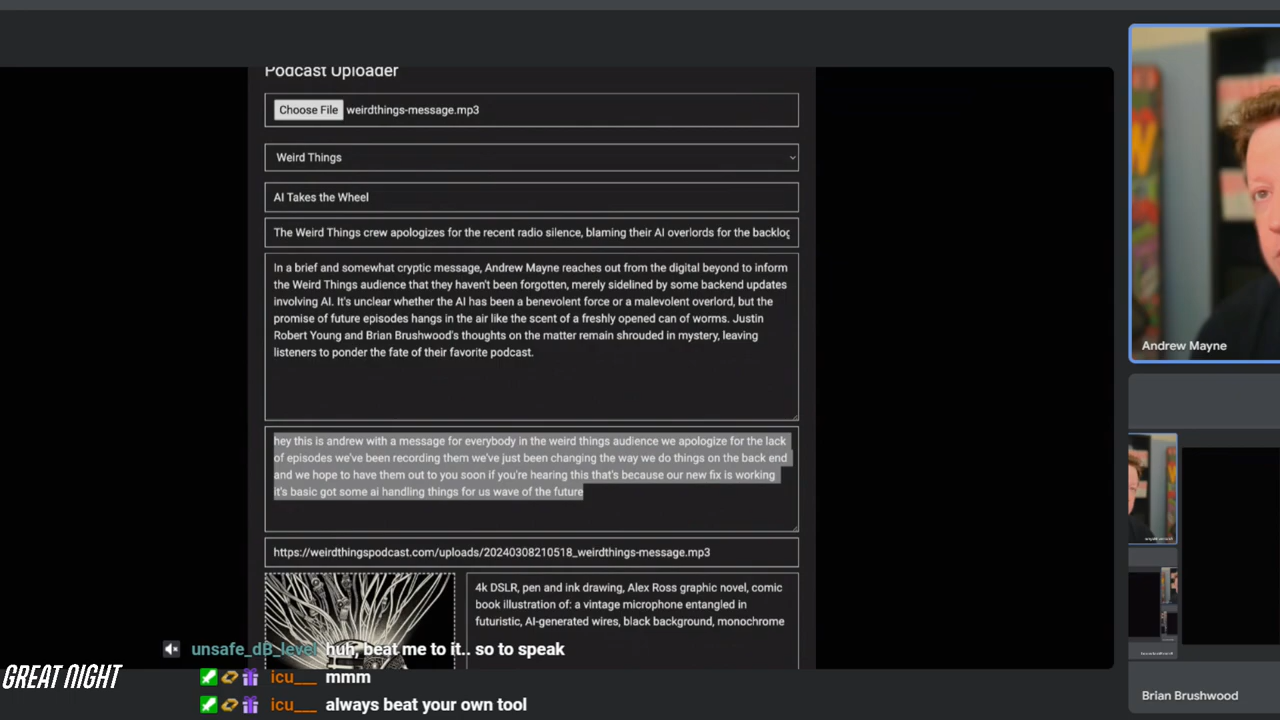 Podcast Uploader
Choose File weirdthings-message.mp3
Weird Things
AI Takes the Wheel
The Weird Things crew apologizes for the recent radio silence, blaming their AI overlords for the backlog
In a brief and somewhat cryptic message, Andrew Mayne reaches out from the digital beyond to inform
the Weird Things audience that they haven't been forgotten, merely sidelined by some backend updates
involving AI. It's unclear whether the AI has been a benevolent force or a malevolent overlord, but the
promise of future episodes hangs in the air like the scent of a freshly opened can of worms. Justin
Robert Young and Brian Brushwood's thoughts on the matter remain shrouded in mystery, leaving
listeners to ponder the fate of their favorite podcast.
hey this is andrew with a message for everybody in the weird things audience we apologize for the lack
of episodes we've been recording them we've just been changing the way we do things on the back end
and we hope to have them out to you soon if you're hearing this that's because our new fix is working
it's basic got some ai handling things for us wave of the future
https://weirdthingspodcast.com/uploads/20240308210518_weirdthings-message.mp3
4k DSLR, pen and ink drawing, Alex Ross graphic novel, comic
book illustration of: a vintage microphone entangled in
futuristic, AI-generated wires, black background, monochrome
unsafe_dB_level huh, beat me to it.. so to speak
icu___ mmm
icu___ always beat your own tool
GREAT NIGHT
Andrew Mayne
Brian Brushwood